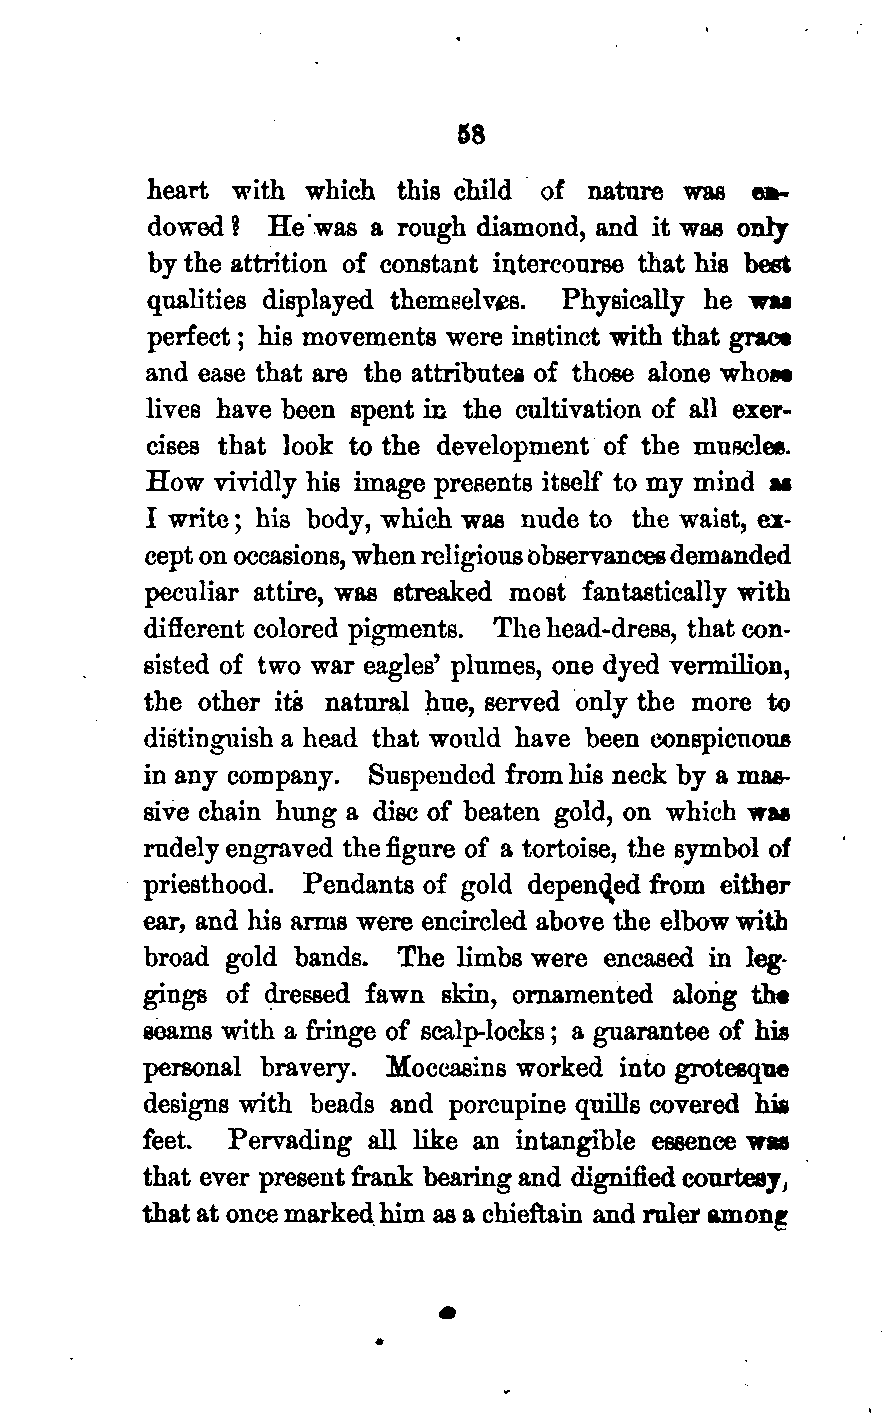 58
heart with which this child of nature was en-
dowed? He was a rough diamond, and it was only
by the attrition of constant intercourse that his best
qualities displayed themselves. Physically he was
perfect; his movements were instinct with that grace
and ease that are the attributes of those alone whose
lives have been spent in the cultivation of all exer-
cises that look to the development of the muscles.
How vividly his image presents itself to my mind as
I write; his body, which was nude to the waist, ex-
cept on occasions, when religious observances demanded
peculiar attire, was streaked most fantastically with
different colored pigments. The head-dress, that con-
sisted of two war eagles' plumes, one dyed vermilion,
the other its natural hue, served only the more to
distinguish a head that would have been conspicuous
in any company. Suspended from his neck by a mas-
sive chain hung a disc of beaten gold, on which was
rudely engraved the figure of a tortoise, the symbol of
priesthood. Pendants of gold depended from either
ear, and his arms were encircled above the elbow with
broad gold bands. The limbs were encased in leg-
gings of dressed fawn skin, ornamented along the
seams with a fringe of scalp-locks; a guarantee of his
personal bravery. Moccasins worked into grotesque
designs with beads and porcupine quills covered his
feet. Pervading all like an intangible essence was
that ever present frank bearing and dignified courtesy,
that at once marked him as a chieftain and ruler among